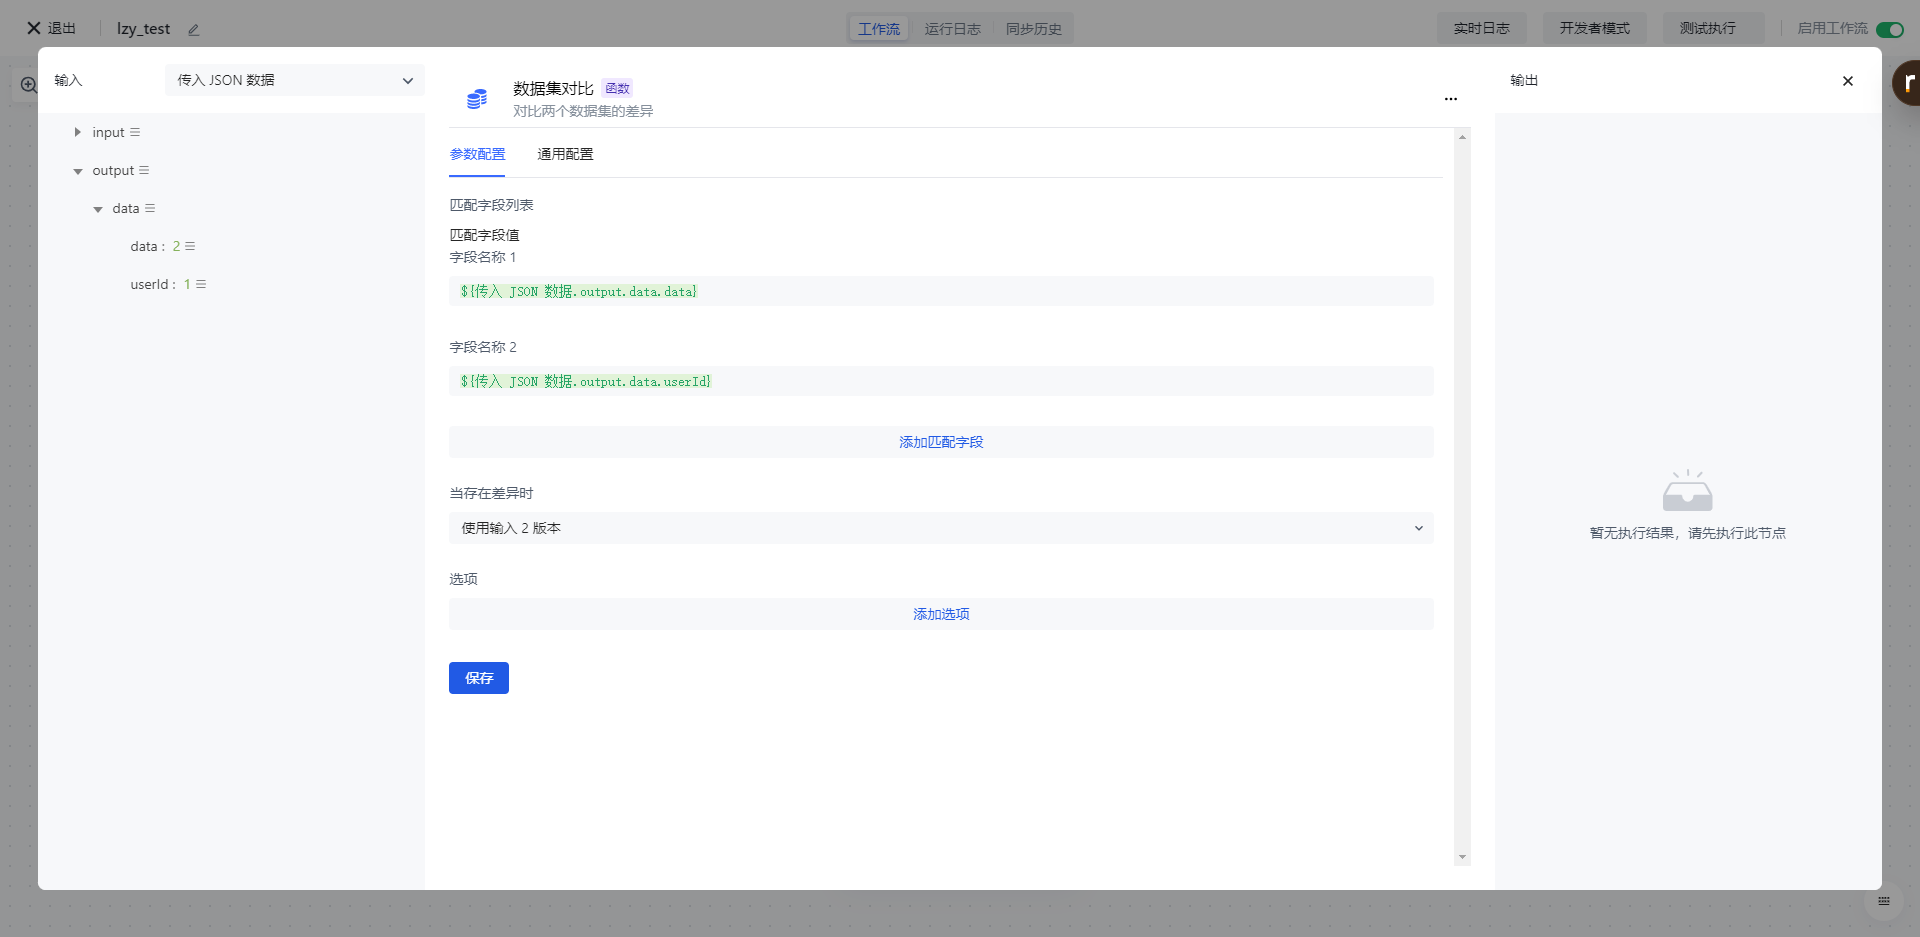 退出
lzy_test
工作流
运行日志
同步历史
实时日志
开发者模式
测试执行
启用工作流
输入
传入 JSON 数据
input
output
data
data : 2
userId : 1
数据集对比 函数
对比两个数据集的差异
参数配置
通用配置
匹配字段列表
匹配字段值
字段名称 1
${传入 JSON 数据.output.data.data}
字段名称 2
${传入 JSON 数据.output.data.userId}
添加匹配字段
当存在差异时
使用输入 2 版本
选项
添加选项
保存
输出
暂无执行结果，请先执行此节点
r